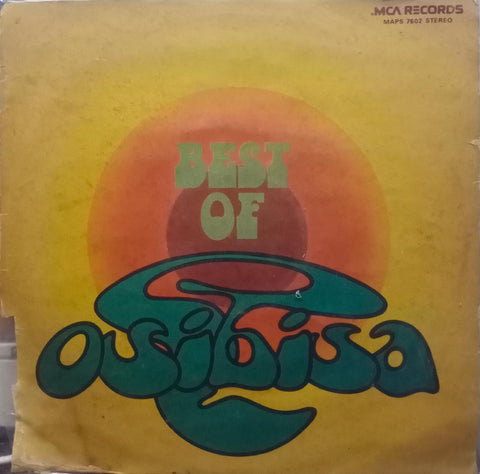 .MCA RECORDS
MAPS 7602 STEREO
BEST
OF
OSIBISA